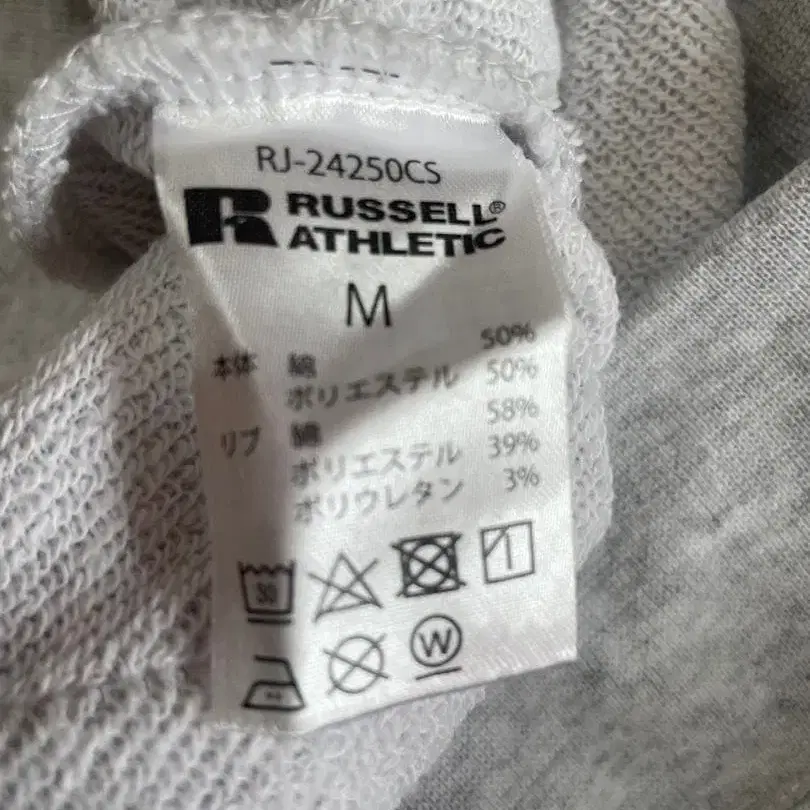 RJ-24250CS
RUSSELL®
ATHLETIC
M
本体 綿 50%
ポリエステル 50%
リブ 綿 58%
ポリエステル 39%
ポリウレタン 3%
30
W